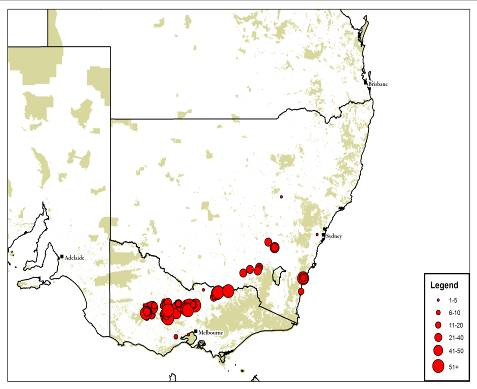 Brisbane
Sydney
Adelaide
Melbourne
Legend
1-5
6-10
11-20
21-40
41-50
51+